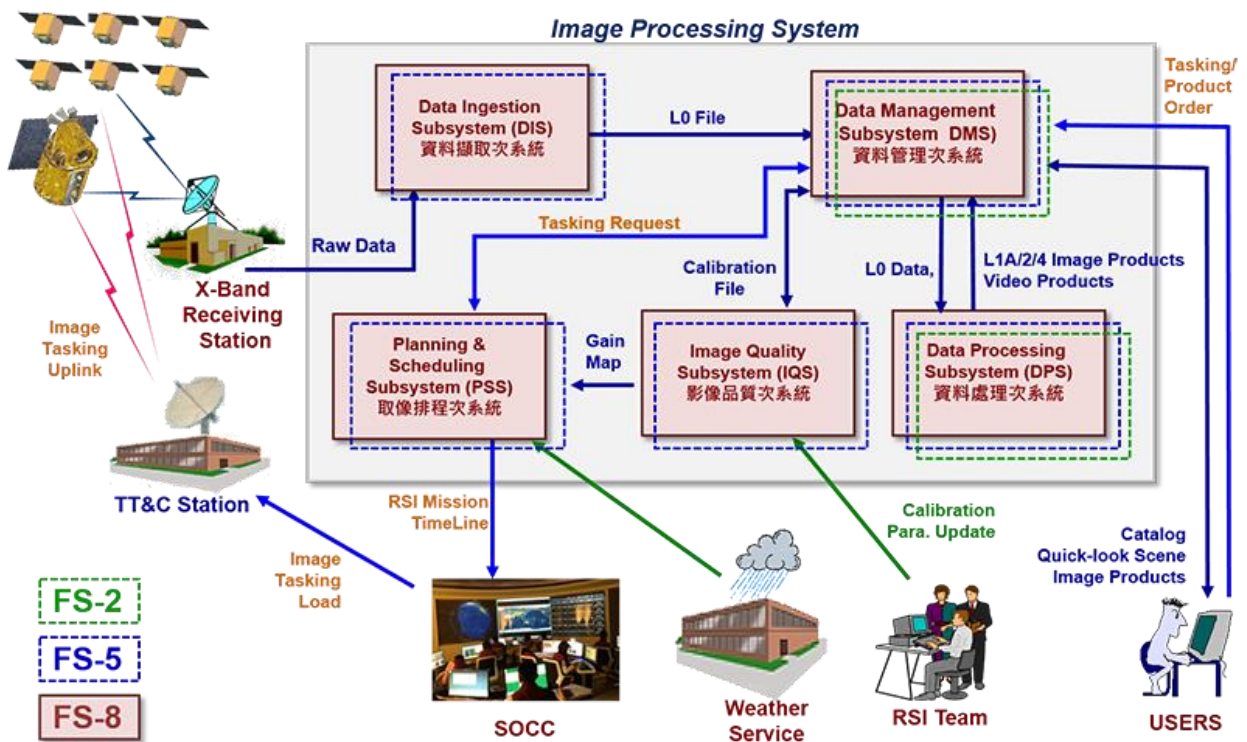 Image Processing System
Data Ingestion
Subsystem (DIS)
資料擷取次系統
L0 File
Data Management
Subsystem DMS)
資料管理次系統
Tasking/
Product
Order
Raw Data
Tasking Request
Calibration
File
L0 Data,
L1A/2/4 Image Products
Video Products
X-Band
Receiving
Station
Image
Tasking
Uplink
Planning &
Scheduling
Subsystem (PSS)
取像排程次系統
Gain
Map
Image Quality
Subsystem (IQS)
影像品質次系統
Data Processing
Subsystem (DPS)
資料處理次系統
TT&C Station
RSI Mission
TimeLine
Image
Tasking
Load
Calibration
Para. Update
Catalog
Quick-look Scene
Image Products
FS-2
FS-5
FS-8
SOCC
Weather
Service
RSI Team
USERS